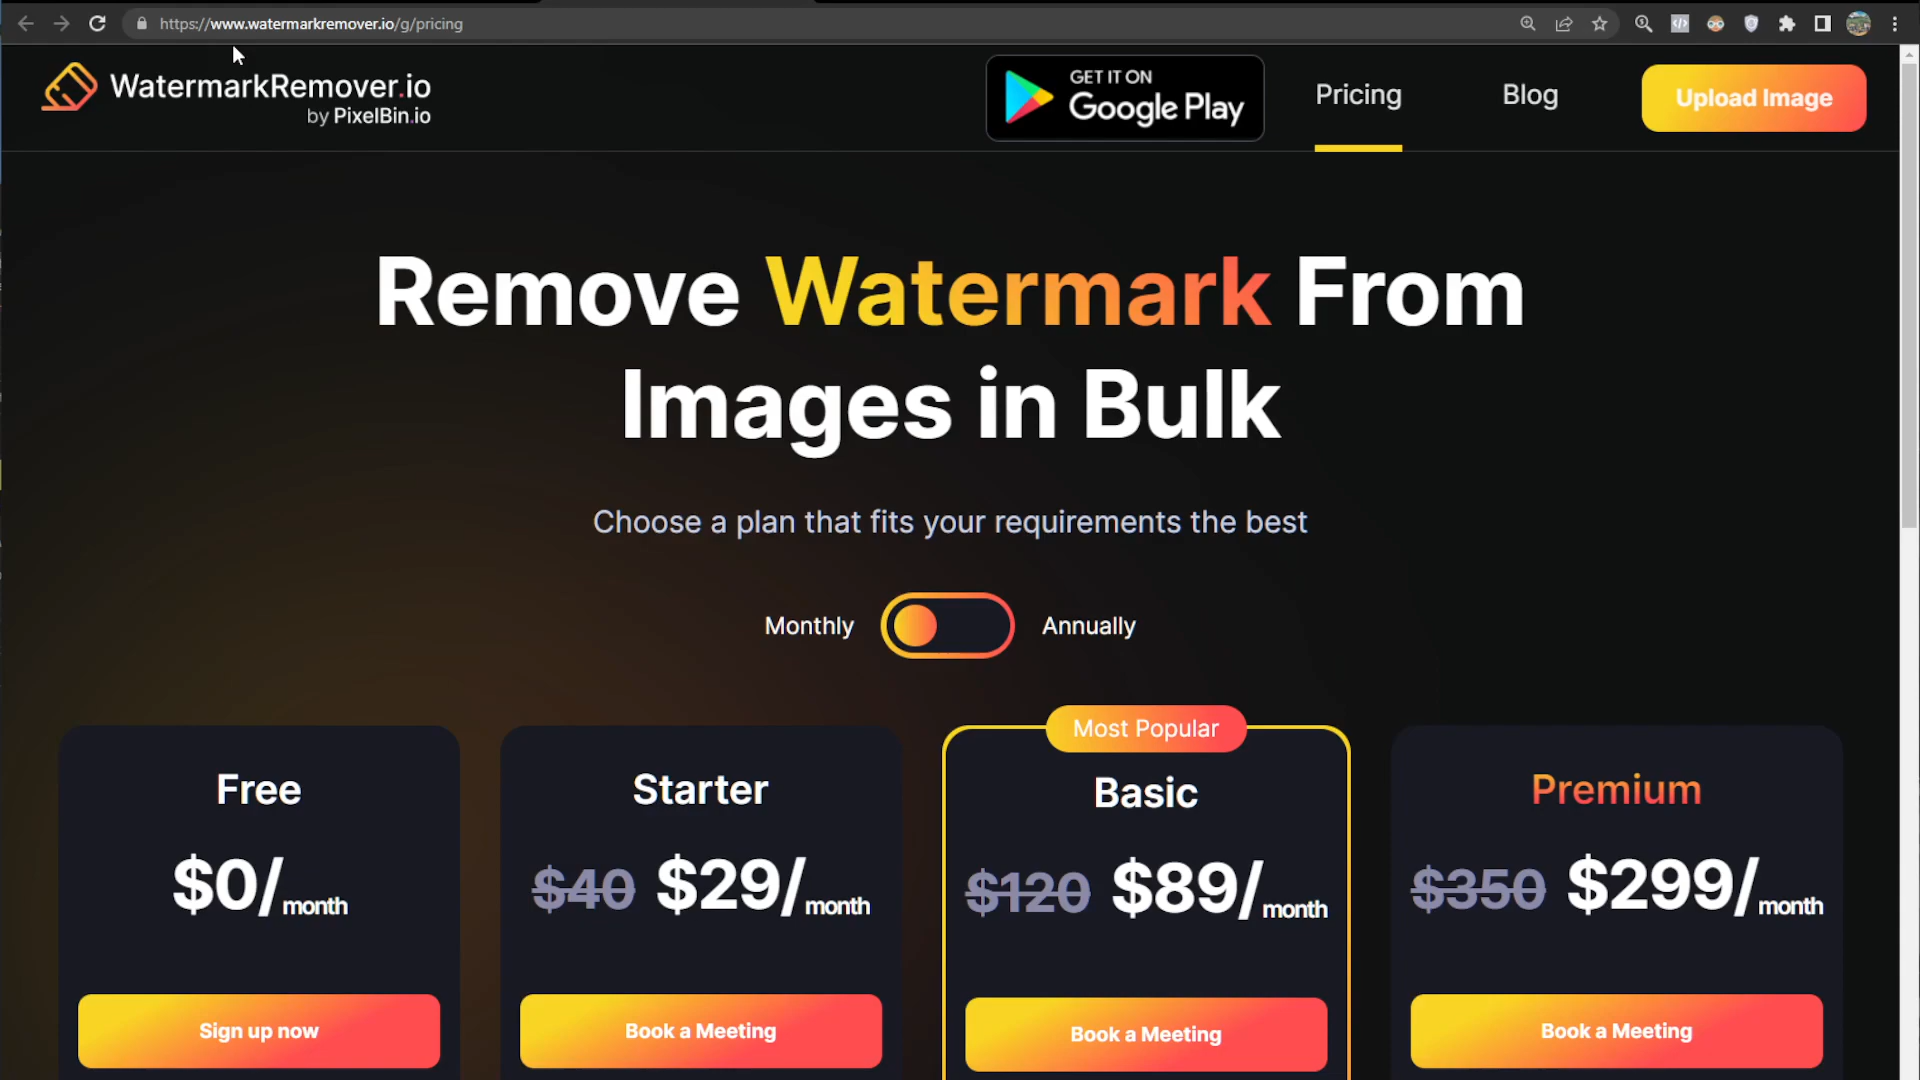 https://www.watermarkremover.io/g/pricing
WatermarkRemover.io
by PixelBin.io
GET IT ON
Google Play
Pricing
Blog
Upload Image
Remove Watermark From
Images in Bulk
Choose a plan that fits your requirements the best
Monthly
Annually
Most Popular
Free
Starter
Basic
Premium
$0/month
$40 $29/month
$120 $89/month
$350 $299/month
Sign up now
Book a Meeting
Book a Meeting
Book a Meeting